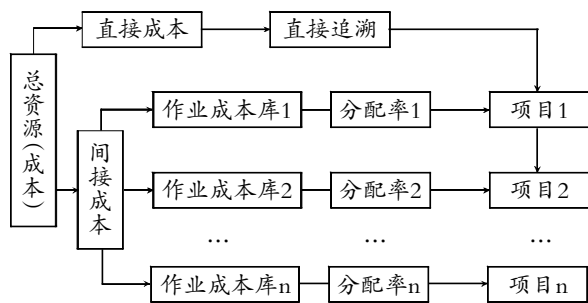 直接成本 直接追溯
总资源(成本)
间接成本
作业成本库1 分配率1 项目1
作业成本库2 分配率2 项目2
... ... ...
作业成本库n 分配率n 项目n